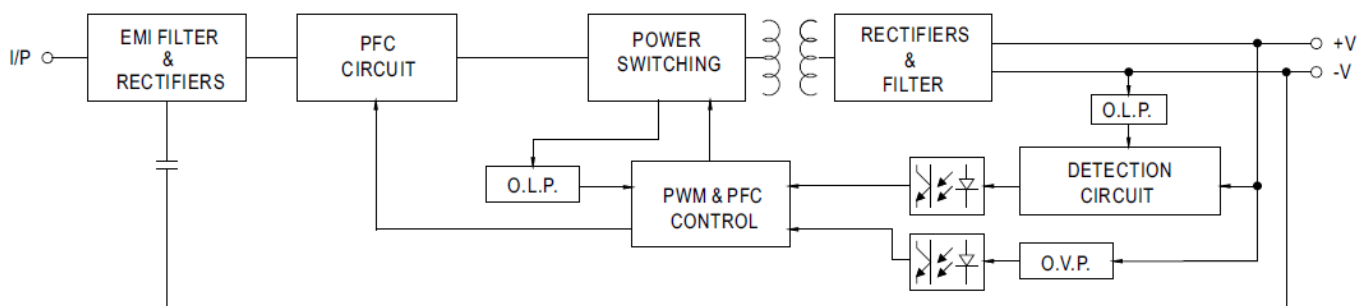 I/P
EMI FILTER
&
RECTIFIERS
PFC
CIRCUIT
POWER
SWITCHING
RECTIFIERS
&
FILTER
+V
-V
O.L.P.
O.L.P.
PWM & PFC
CONTROL
DETECTION
CIRCUIT
O.V.P.